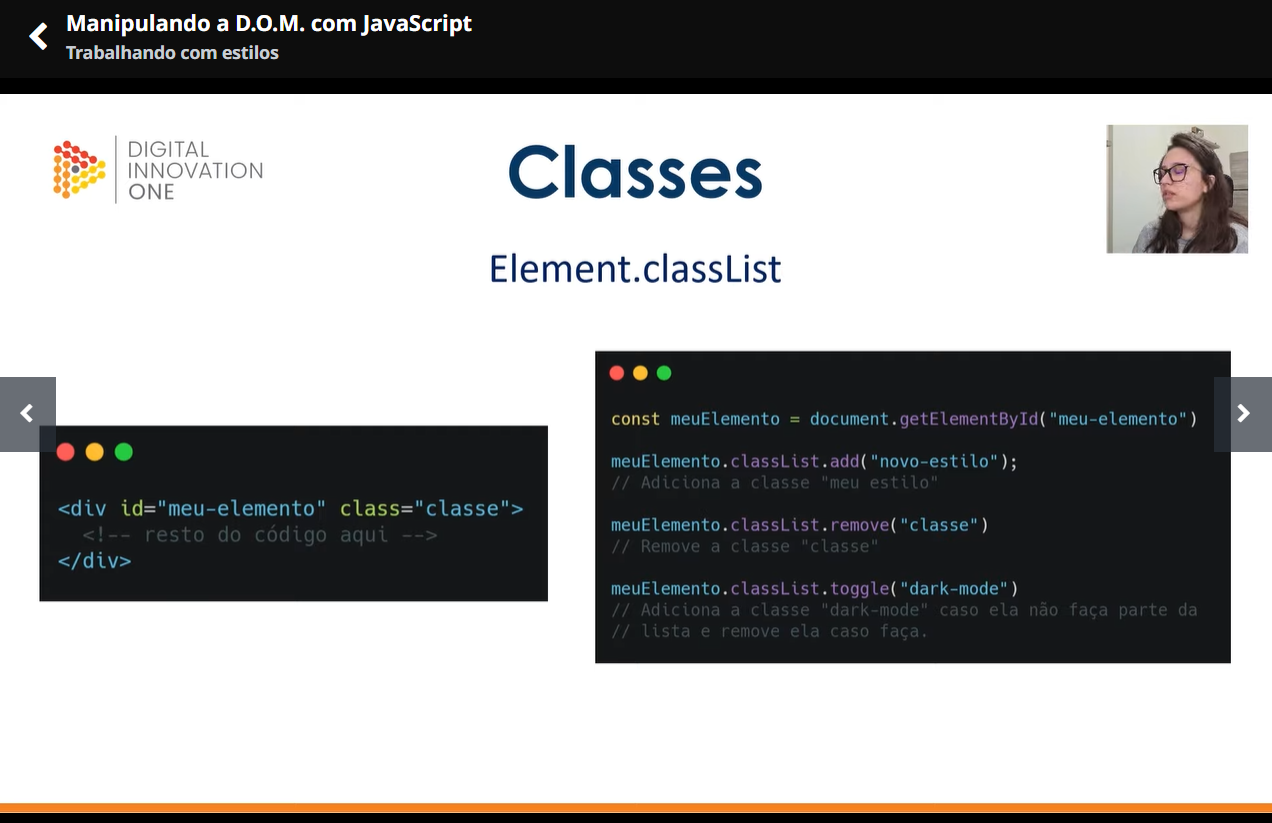 Manipulando a D.O.M. com JavaScript
Trabalhando com estilos
DIGITAL
INNOVATION
ONE
Classes
Element.classList
<div id="meu-elemento" class="classe">
<!-- resto do código aqui -->
</div>
const meuElemento = document.getElementById("meu-elemento")
meuElemento.classList.add("novo-estilo");
// Adiciona a classe "meu estilo"
meuElemento.classList.remove("classe")
// Remove a classe "classe"
meuElemento.classList.toggle("dark-mode")
// Adiciona a classe "dark-mode" caso ela não faça parte da
// lista e remove ela caso faça.